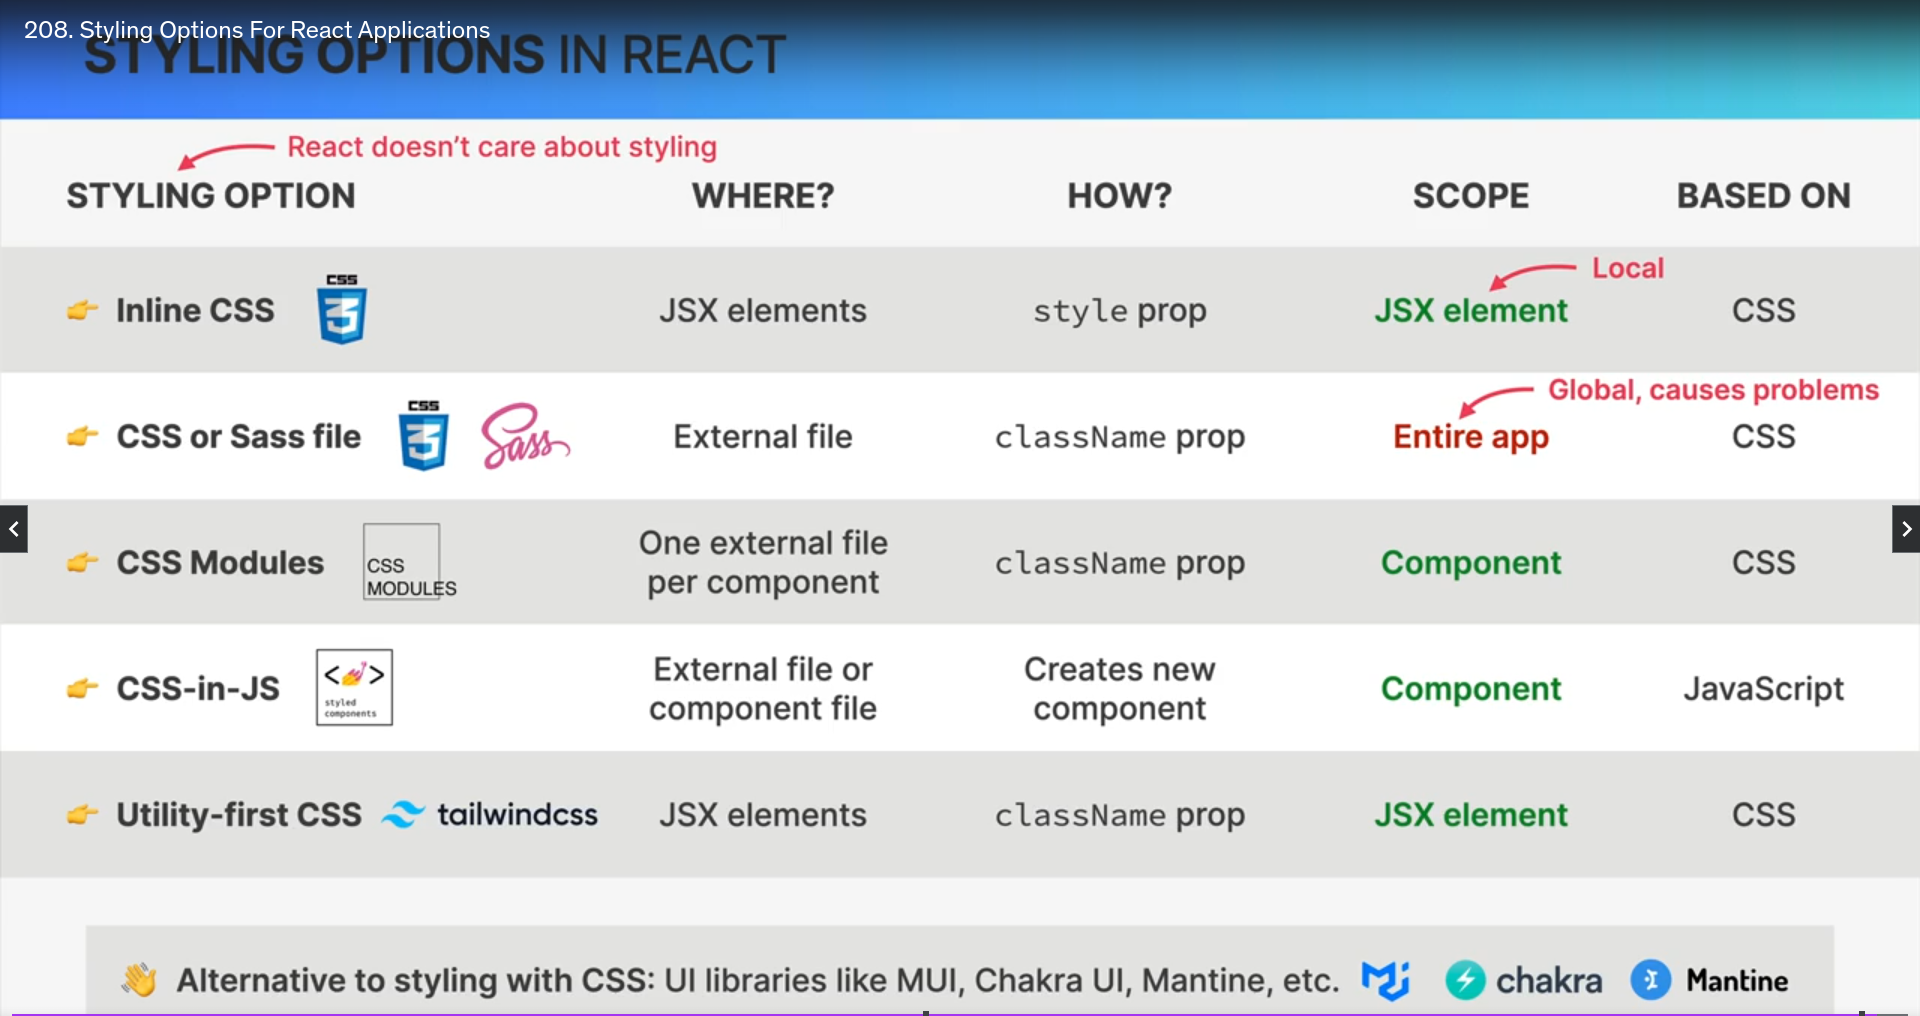 208. Styling Options For React Applications
STYLING OPTIONS IN REACT
React doesn't care about styling
STYLING OPTION WHERE? HOW? SCOPE BASED ON
Local
👉 Inline CSS CSS 3 JSX elements style prop JSX element CSS
Global, causes problems
👉 CSS or Sass file CSS 3 Sass External file className prop Entire app CSS
👉 CSS Modules CSS MODULES One external file per component className prop Component CSS
👉 CSS-in-JS < 💅 > styled components External file or component file Creates new component Component JavaScript
👉 Utility-first CSS tailwindcss JSX elements className prop JSX element CSS
👋 Alternative to styling with CSS: UI libraries like MUI, Chakra UI, Mantine, etc. chakra Mantine